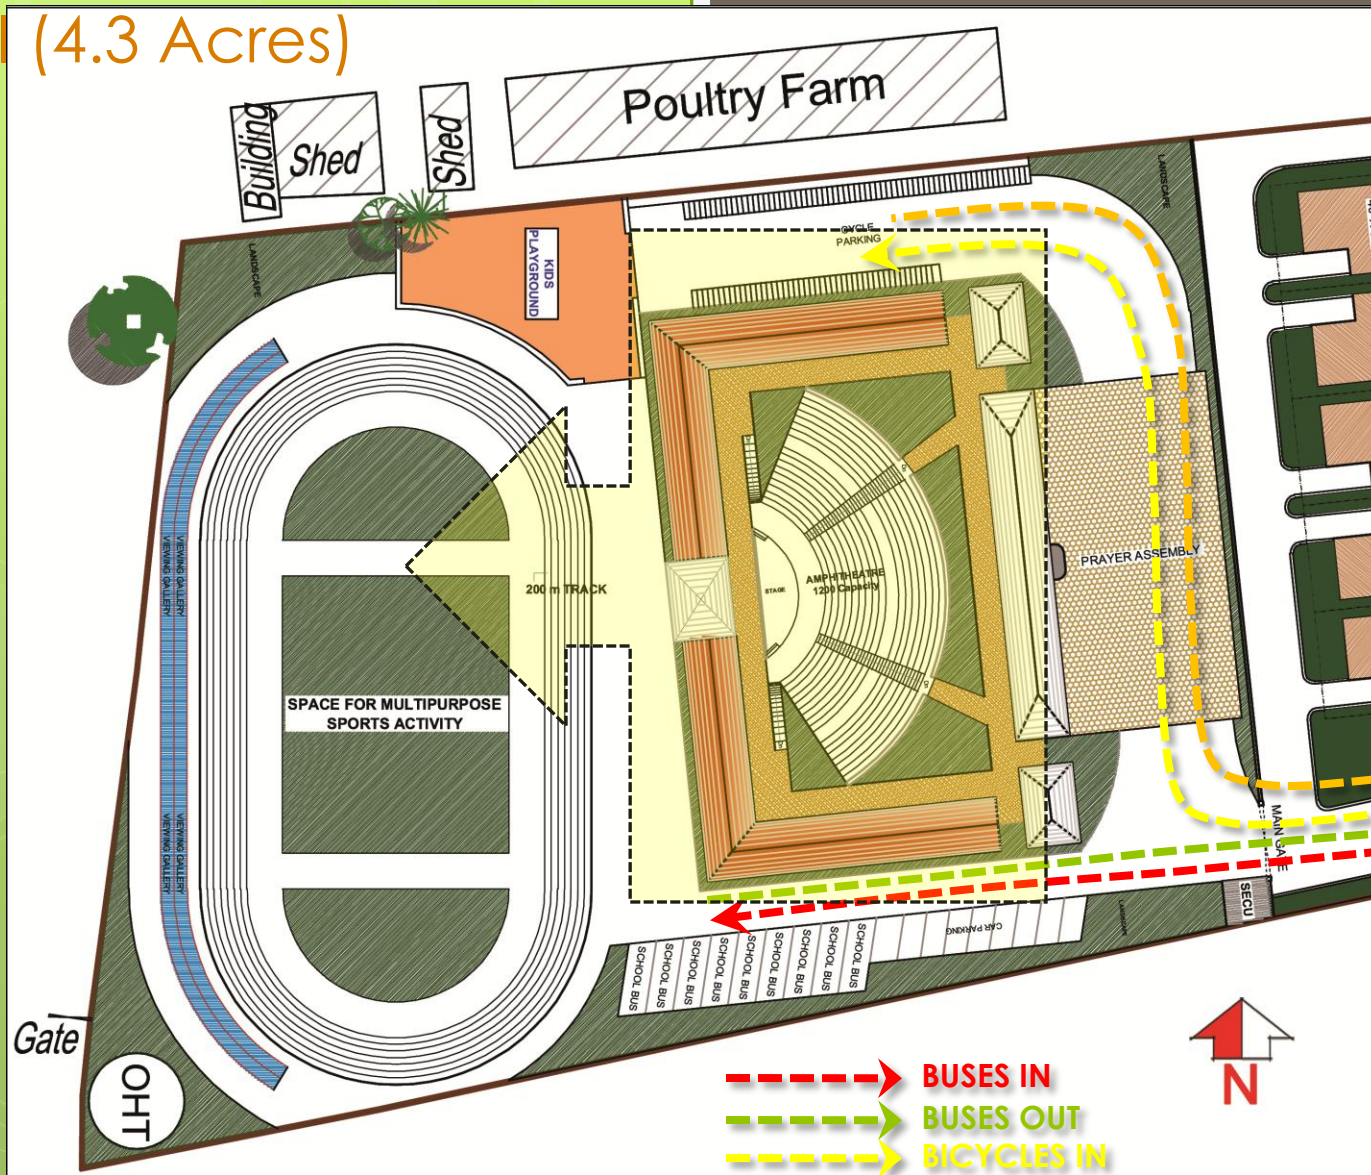 (4.3 Acres)
Poultry Farm
Building
Shed
Shed
LANDSCAPE
LANDSCAPE
CYCLE
PARKING
KIDS
PLAYGROUND
VIEWING GALLERY
VIEWING GALLERY
200 m TRACK
STAGE
AMPHITHEATRE
1200 Capacity
PRAYER ASSEMBLY
SPACE FOR MULTIPURPOSE
SPORTS ACTIVITY
VIEWING GALLERY
VIEWING GALLERY
MAIN GATE
SECU
CAR PARKING
SCHOOL BUS
SCHOOL BUS
SCHOOL BUS
SCHOOL BUS
SCHOOL BUS
SCHOOL BUS
SCHOOL BUS
SCHOOL BUS
SCHOOL BUS
Gate
OHT
N
BUSES IN
BUSES OUT
BICYCLES IN